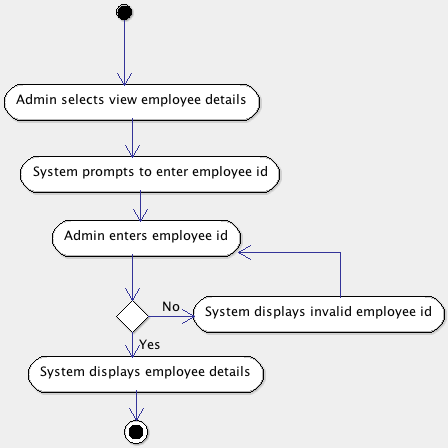 Admin selects view employee details
System prompts to enter employee id
Admin enters employee id
No
System displays invalid employee id
Yes
System displays employee details